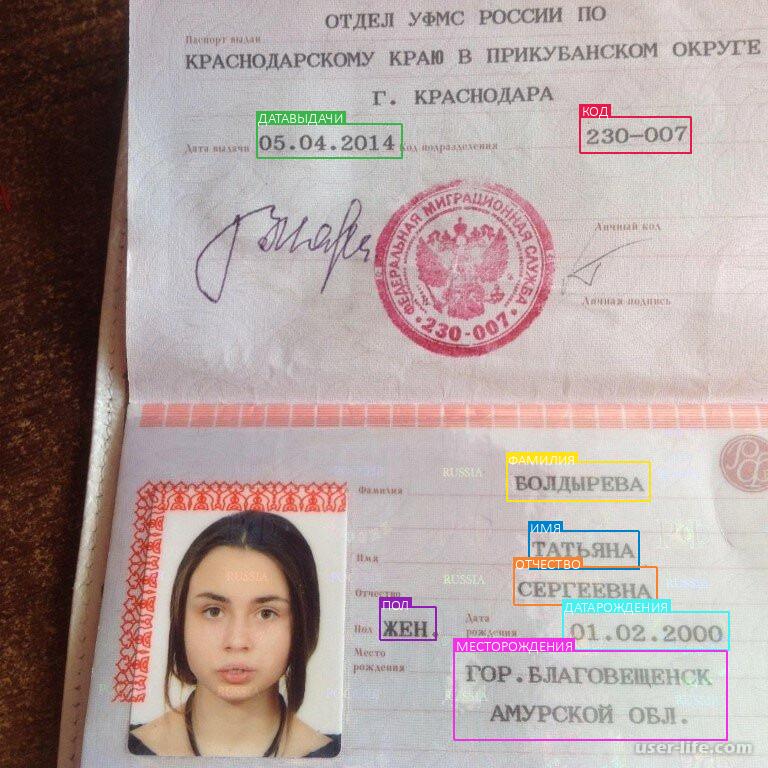 ОТДЕЛ УФМС РОССИИ ПО
Паспорт выдан
КРАСНОДАРСКОМУ КРАЮ В ПРИКУБАНСКОМ ОКРУГЕ
Г. КРАСНОДАРА
ДАТАВЫДАЧИ
КОД
Дата выдачи 05.04.2014 Код подразделения 230-007
Личный код
ФЕДЕРАЛЬНАЯ МИГРАЦИОННАЯ СЛУЖБА
230-007
Личная подпись
ФАМИЛИЯ
RUSSIA
Фамилия БОЛДЫРЕВА
ИМЯ
Имя ТАТЬЯНА
ОТЧЕСТВО
RUSSIA RUSSIA
Отчество СЕРГЕЕВНА
ПОЛ
ДАТАРОЖДЕНИЯ
Пол ЖЕН. Дата рождения 01.02.2000
МЕСТОРОЖДЕНИЯ
Место рождения ГОР.БЛАГОВЕЩЕНСК
АМУРСКОЙ ОБЛ.
user-life.com